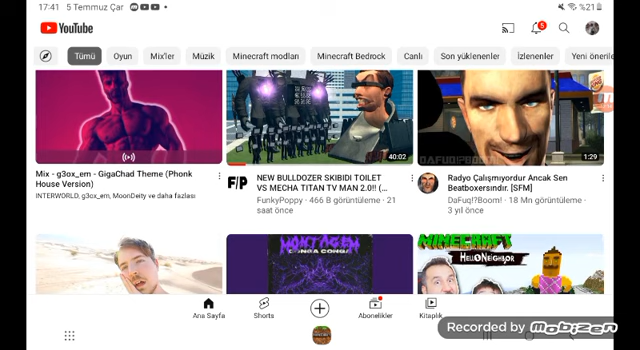 17:41 5 Temmuz Çar
%21
YouTube
5
Tümü Oyun Mix'ler Müzik Minecraft modları Minecraft Bedrock Canlı Son yüklenenler İzlenenler Yeni önerile
40:02
DAFUQ!?BOOM!
1:29
Mix - g3ox_em - GigaChad Theme (Phonk
House Version)
INTERWORLD, g3ox_em, MoonDeity ve daha fazlası
F/P
NEW BULLDOZER SKIBIDI TOILET
VS MECHA TITAN TV MAN 2.0!! (...
FunkyPoppy · 466 B görüntüleme · 21
saat önce
Radyo Çalışmıyordur Ancak Sen
Beatboxersındır. [SFM]
DaFuq!?Boom! · 18 Mn görüntüleme ·
3 yıl önce
MONTAGEM
MINECRAFT
HELLO NEIGHBOR
Ana Sayfa Shorts Abonelikler Kitaplık
Recorded by Mobizen